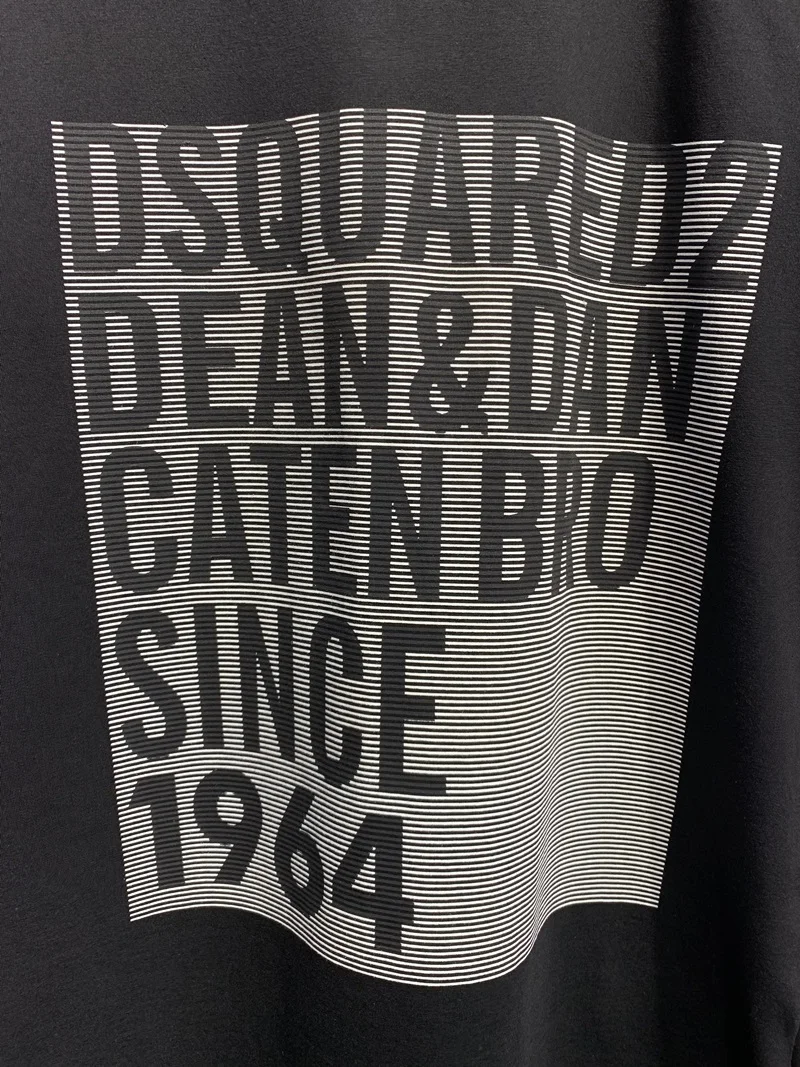 DSQUARED2
DEAN & DAN
CATEN BRO
SINCE
1964